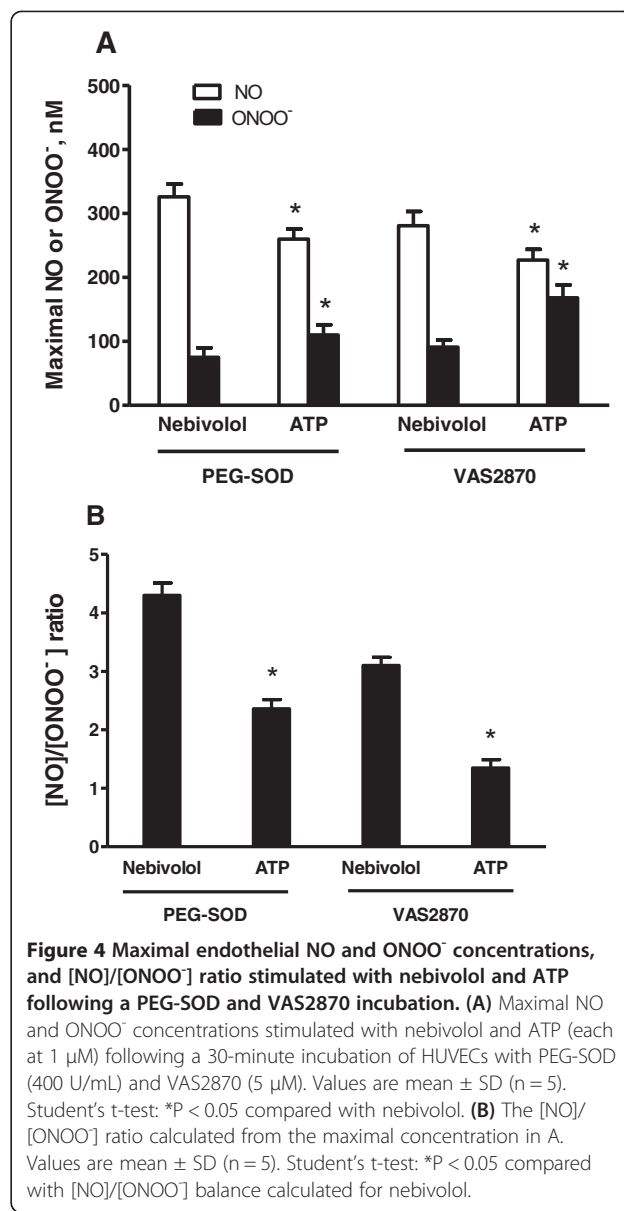 A
500
NO
ONOO⁻
400
300
200
100
0
Maximal NO or ONOO⁻, nM
*
*
*
*
Nebivolol ATP Nebivolol ATP
PEG-SOD VAS2870
B
5
4
3
2
1
0
[NO]/[ONOO⁻] ratio
*
*
Nebivolol ATP Nebivolol ATP
PEG-SOD VAS2870
Figure 4 Maximal endothelial NO and ONOO⁻ concentrations,
and [NO]/[ONOO⁻] ratio stimulated with nebivolol and ATP
following a PEG-SOD and VAS2870 incubation. (A) Maximal NO
and ONOO⁻ concentrations stimulated with nebivolol and ATP (each
at 1 μM) following a 30-minute incubation of HUVECs with PEG-SOD
(400 U/mL) and VAS2870 (5 μM). Values are mean ± SD (n = 5).
Student's t-test: *P < 0.05 compared with nebivolol. (B) The [NO]/
[ONOO⁻] ratio calculated from the maximal concentration in A.
Values are mean ± SD (n = 5). Student's t-test: *P < 0.05 compared
with [NO]/[ONOO⁻] balance calculated for nebivolol.